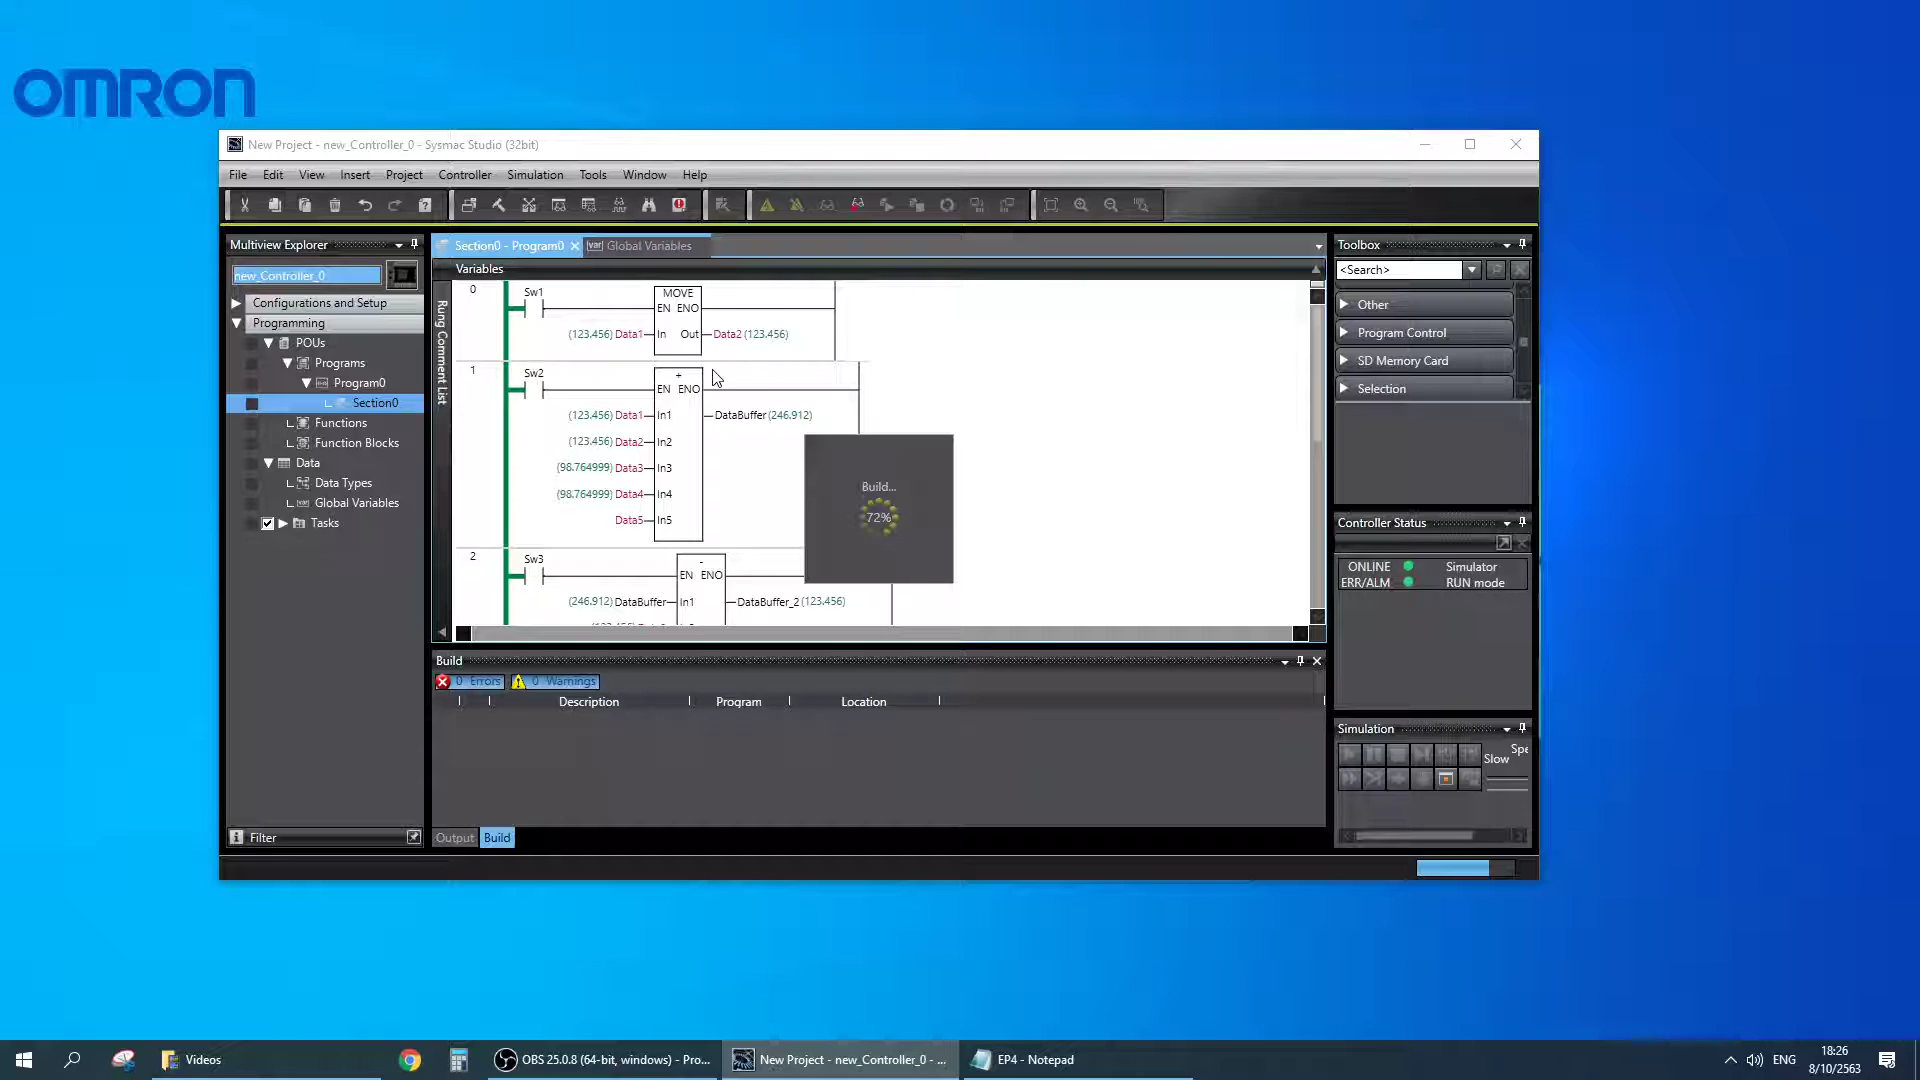 OMRON
New Project - new_Controller_0 - Sysmac Studio (32bit)
File Edit View Insert Project Controller Simulation Tools Window Help
Multiview Explorer
new_Controller_0
Configurations and Setup
Programming
POUs
Programs
Program0
Section0
Functions
Function Blocks
Data
Data Types
Global Variables
Tasks
Filter
Section0 - Program0 Global Variables
Variables
Rung Comment List
0
Sw1
MOVE
EN ENO
(123.456) Data1 In Out Data2 (123.456)
1
Sw2
+
EN ENO
(123.456) Data1 In1 DataBuffer (246.912)
(123.456) Data2 In2
(98.764999) Data3 In3
(98.764999) Data4 In4
Data5 In5
2
Sw3
-
EN ENO
(246.912) DataBuffer In1 DataBuffer_2 (123.456)
Build...
72%
Build
0 Errors 0 Warnings
Description Program Location
Output Build
Toolbox
<Search>
Other
Program Control
SD Memory Card
Selection
Controller Status
ONLINE Simulator
ERR/ALM RUN mode
Simulation
Slow Spe
Videos
OBS 25.0.8 (64-bit, windows) - Pro...
New Project - new_Controller_0 - ...
EP4 - Notepad
ENG
18:26
8/10/2563